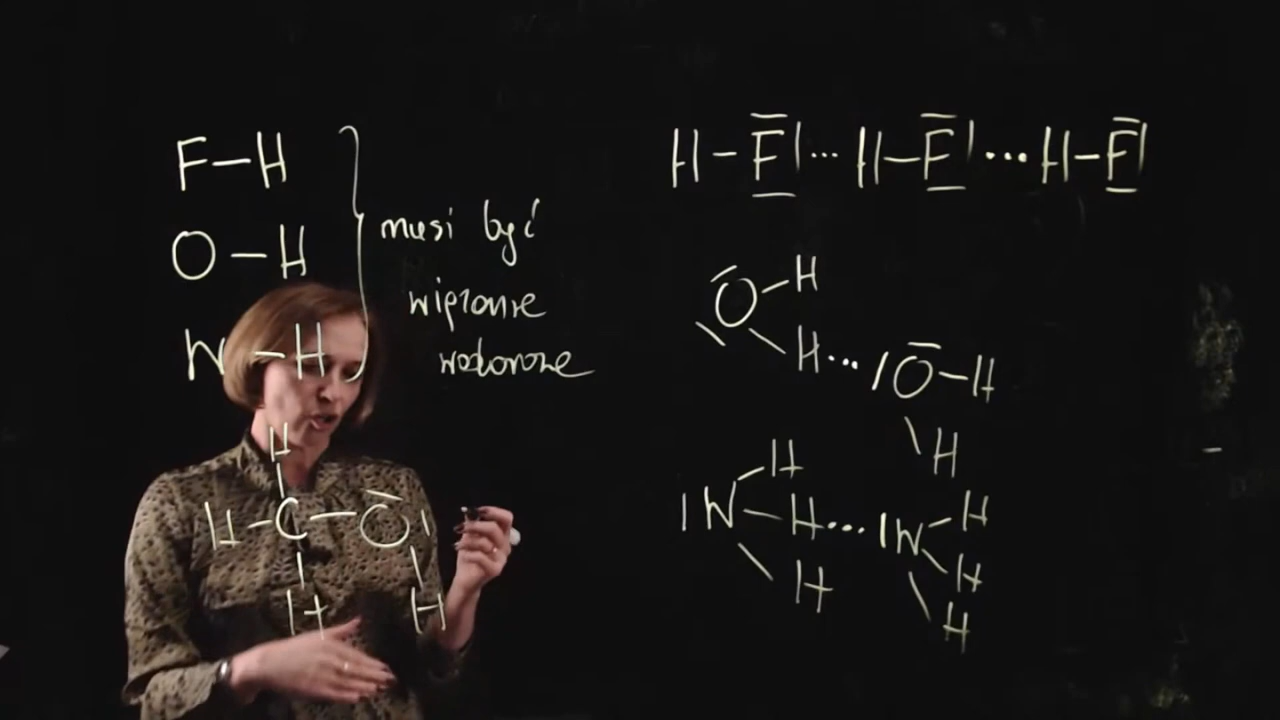 F–H
O–H
N–H
musi być
wiązanie
wodorowe
H
H–C–O
H H
H–F ... H–F ... H–F
O–H
H ... O–H
H
H
N–H ... N–H
H H
H